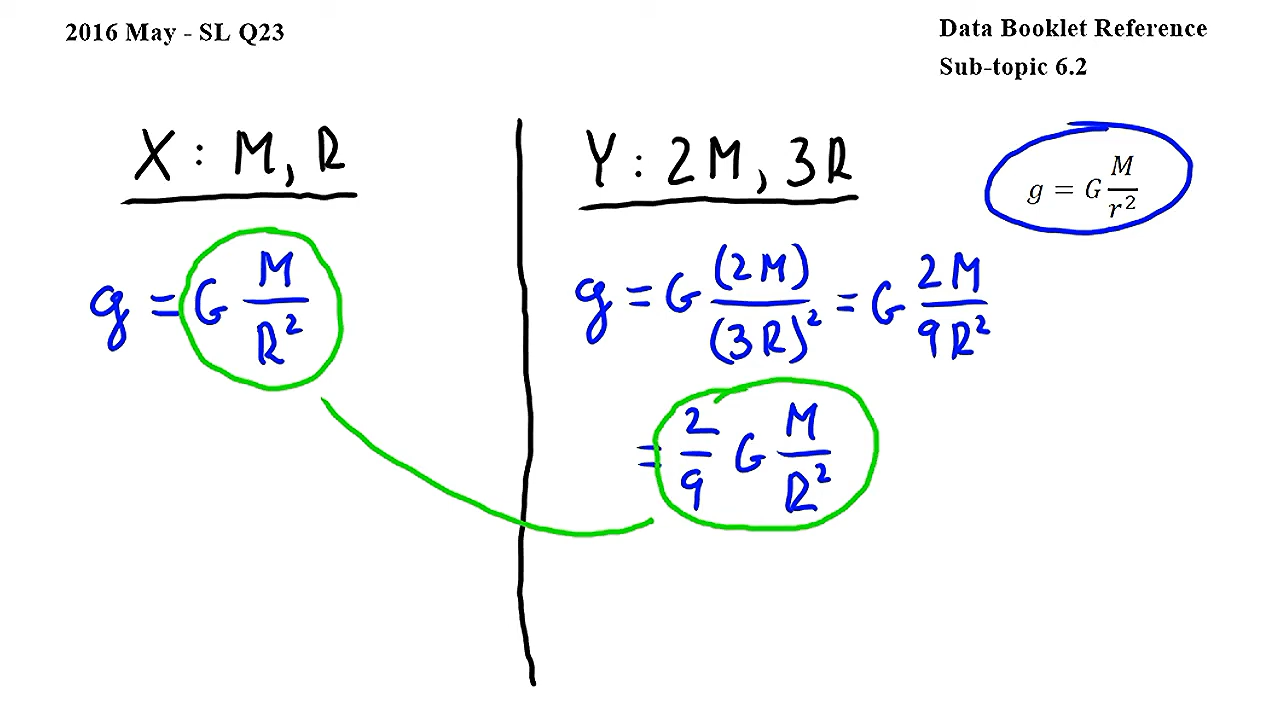 2016 May - SL Q23
Data Booklet Reference
Sub-topic 6.2
g = G M/r²
X : M, R
g = G M/R²
Y : 2M, 3R
g = G (2M)/(3R)² = G 2M/9R²
= 2/9 G M/R²